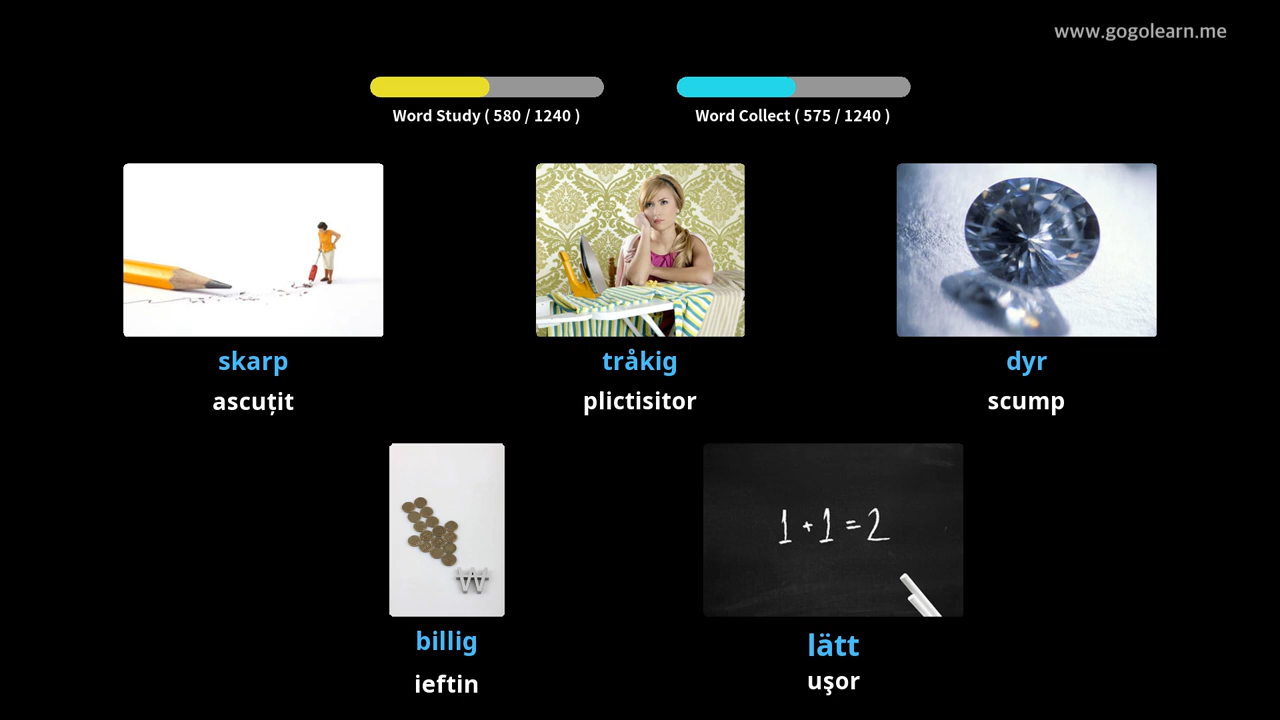 www.gogolearn.me
Word Study ( 580 / 1240 )
Word Collect ( 575 / 1240 )
skarp
ascuțit
tråkig
plictisitor
dyr
scump
₩
billig
ieftin
1 + 1 = 2
lätt
uşor